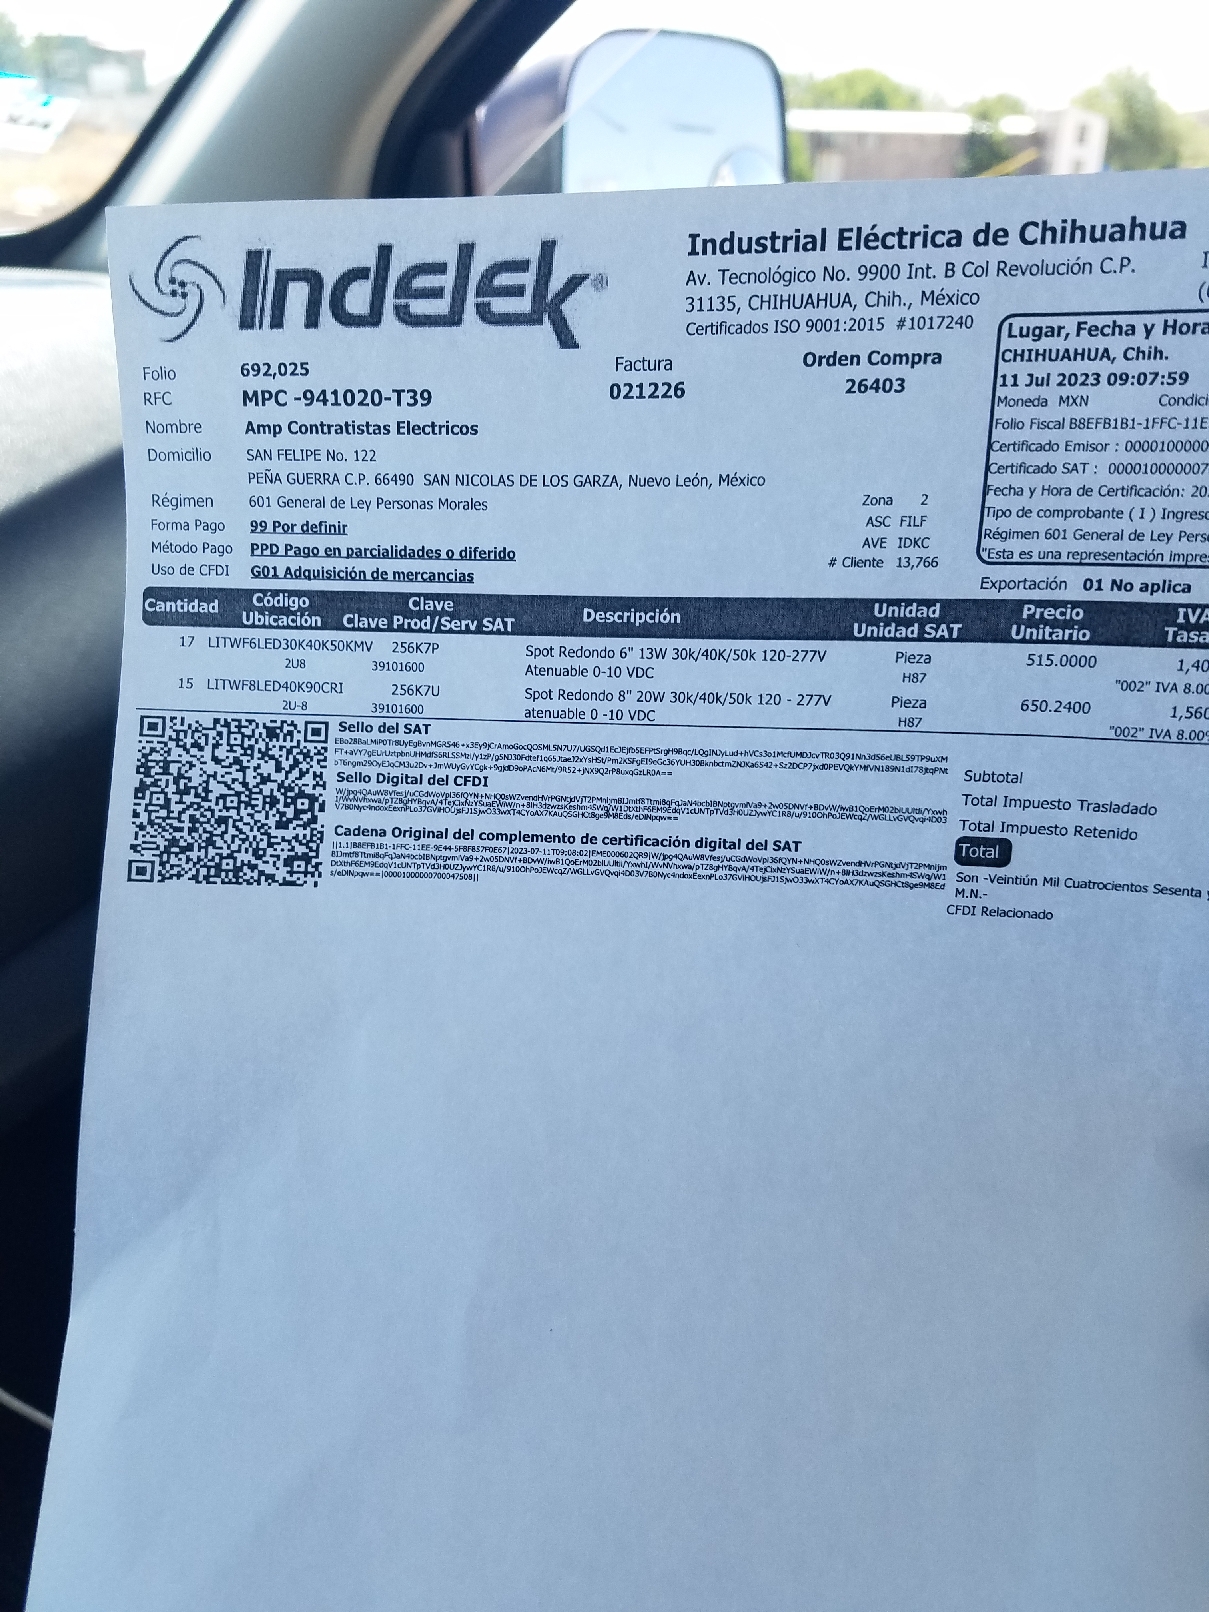 Indelek®
Industrial Eléctrica de Chihuahua
Av. Tecnológico No. 9900 Int. B Col Revolución C.P.
31135, CHIHUAHUA, Chih., México
Certificados ISO 9001:2015 #1017240
Lugar, Fecha y Hora
CHIHUAHUA, Chih.
11 Jul 2023 09:07:59
Moneda MXN Condici
Folio Fiscal B8EFB1B1-1FFC-11E
Certificado Emisor : 0000100000
Certificado SAT : 000010000007
Fecha y Hora de Certificación: 20
Tipo de comprobante ( I ) Ingreso
Régimen 601 General de Ley Pers
"Esta es una representación impre
Folio 692,025
Factura
021226
Orden Compra
26403
RFC MPC -941020-T39
Nombre Amp Contratistas Electricos
Domicilio SAN FELIPE No. 122
PEÑA GUERRA C.P. 66490 SAN NICOLAS DE LOS GARZA, Nuevo León, México
Régimen 601 General de Ley Personas Morales
Forma Pago 99 Por definir
Método Pago PPD Pago en parcialidades o diferido
Uso de CFDI G01 Adquisición de mercancias
Zona 2
ASC FILF
AVE IDKC
# Cliente 13,766
Exportación 01 No aplica
Cantidad Código Ubicación Clave Clave Prod/Serv SAT Descripción Unidad Unidad SAT Precio Unitario IVA Tasa
17 LITWF6LED30K40K50KMV 256K7P Spot Redondo 6" 13W 30k/40K/50k 120-277V Pieza 515.0000 1,40
2U8 39101600 Atenuable 0-10 VDC H87 "002" IVA 8.00
15 LITWF8LED40K90CRI 256K7U Spot Redondo 8" 20W 30k/40k/50k 120 - 277V Pieza 650.2400 1,560
2U-8 39101600 atenuable 0 -10 VDC H87 "002" IVA 8.00%
Sello del SAT
Sello Digital del CFDI
Cadena Original del complemento de certificación digital del SAT
Subtotal
Total Impuesto Trasladado
Total Impuesto Retenido
Total
Son -Veintiún Mil Cuatrocientos Sesenta y
M.N.-
CFDI Relacionado